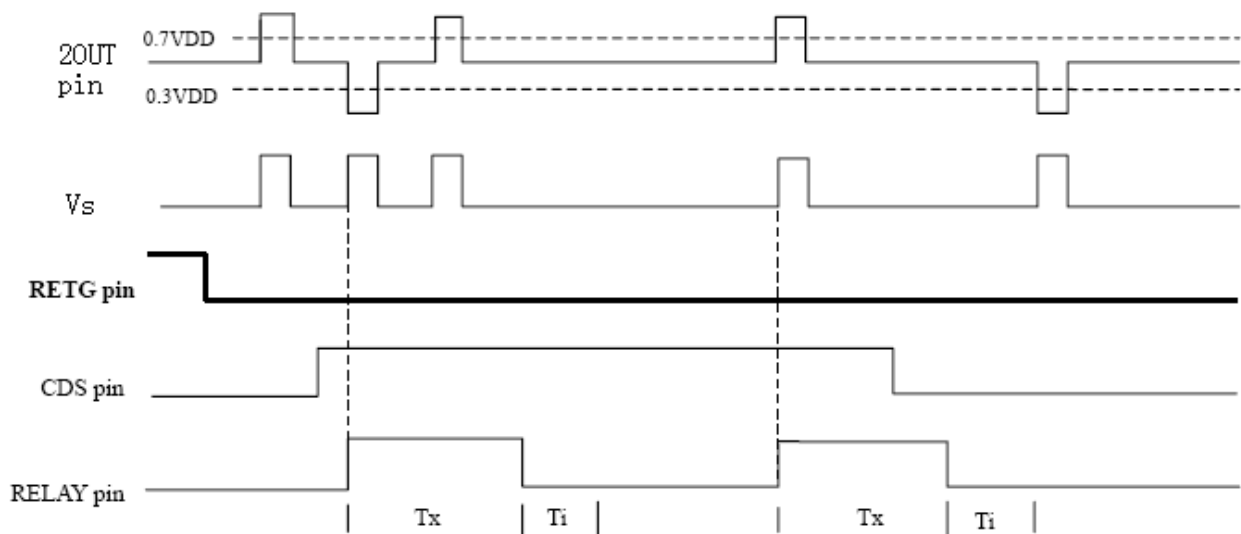 0.7VDD
2OUT
pin
0.3VDD
Vs
RETG pin
CDS pin
RELAY pin
Tx Ti Tx Ti